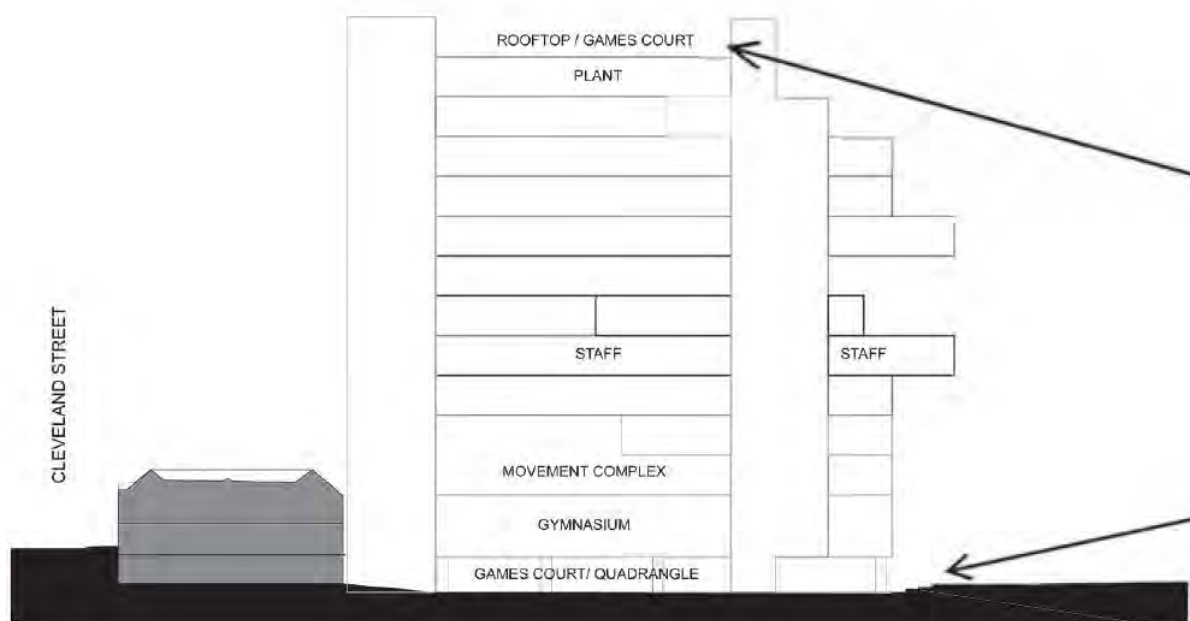 ROOFTOP / GAMES COURT
PLANT
CLEVELAND STREET
STAFF
STAFF
MOVEMENT COMPLEX
GYMNASIUM
GAMES COURT/ QUADRANGLE